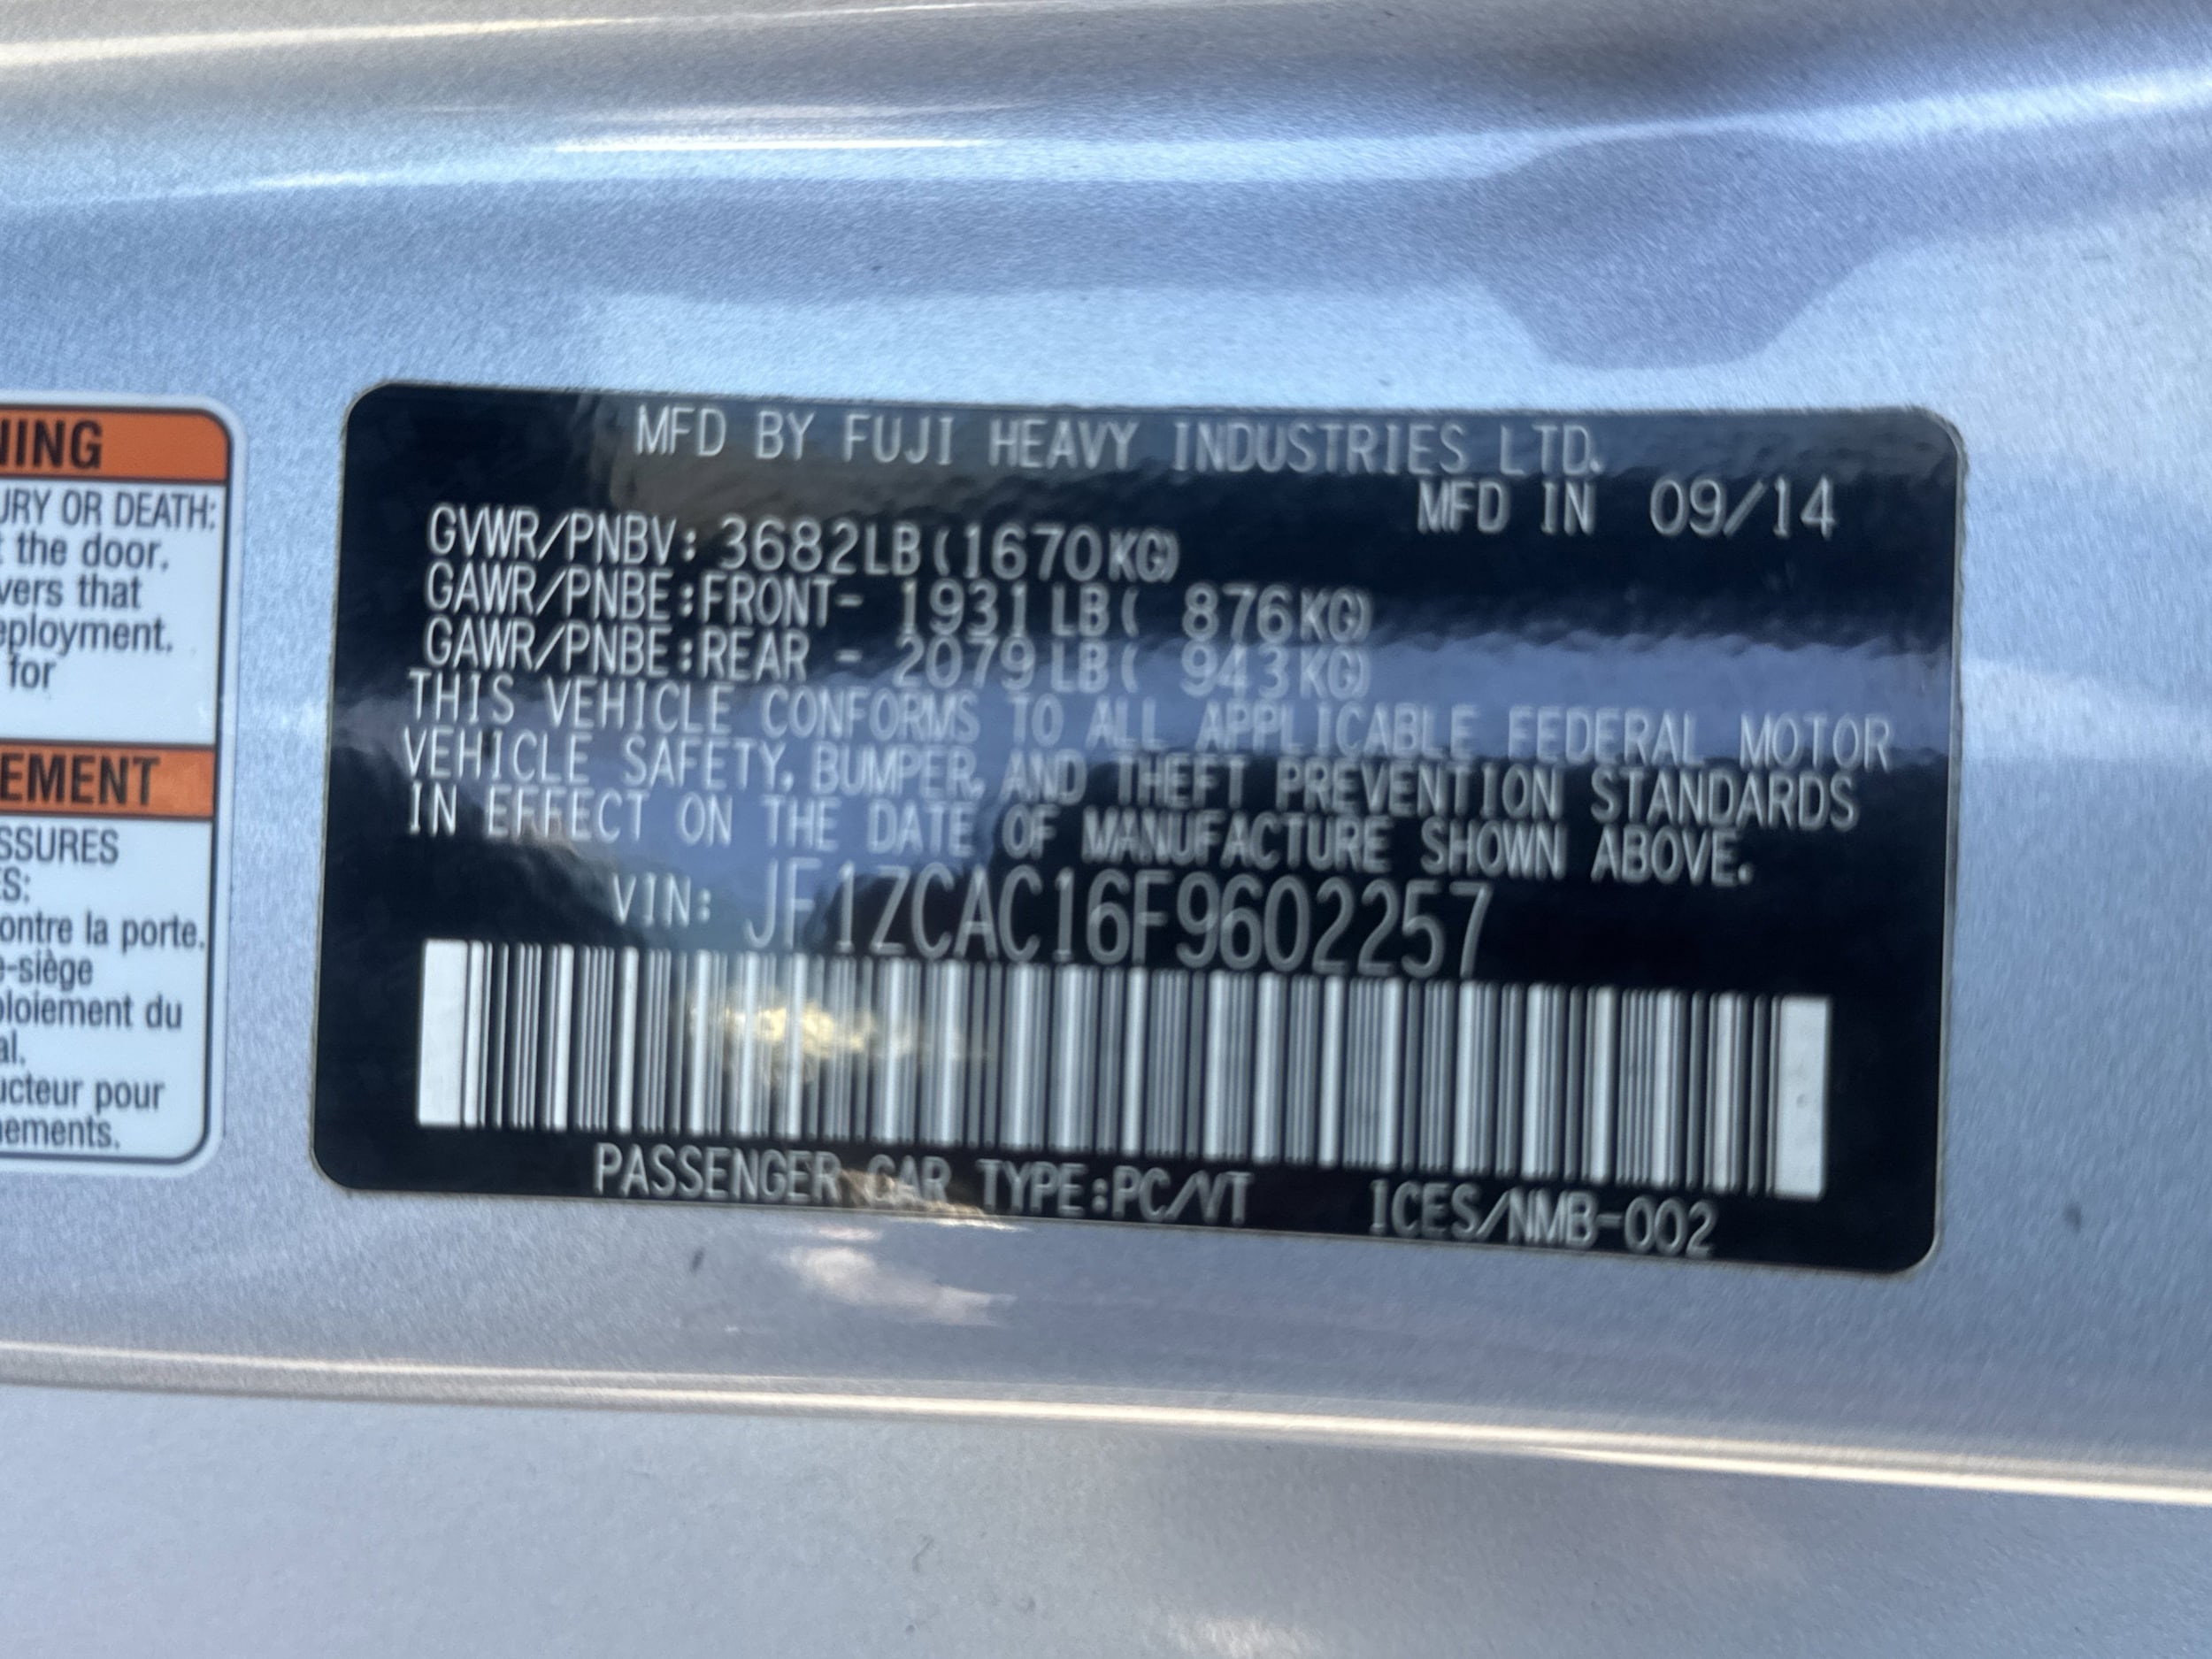 NING
URY OR DEATH:
t the door.
vers that
eployment.
for
EMENT
SSURES
ES:
ontre la porte.
e-siège
ploiement du
al.
ucteur pour
nements.
MFD BY FUJI HEAVY INDUSTRIES LTD.
MFD IN 09/14
GVWR/PNBV: 3682LB(1670KG)
GAWR/PNBE:FRONT- 1931LB( 876KG)
GAWR/PNBE:REAR - 2079LB( 943KG)
THIS VEHICLE CONFORMS TO ALL APPLICABLE FEDERAL MOTOR
VEHICLE SAFETY, BUMPER, AND THEFT PREVENTION STANDARDS
IN EFFECT ON THE DATE OF MANUFACTURE SHOWN ABOVE.
VIN: JF1ZCAC16F9602257
PASSENGER CAR TYPE:PC/VT ICES/NMB-002